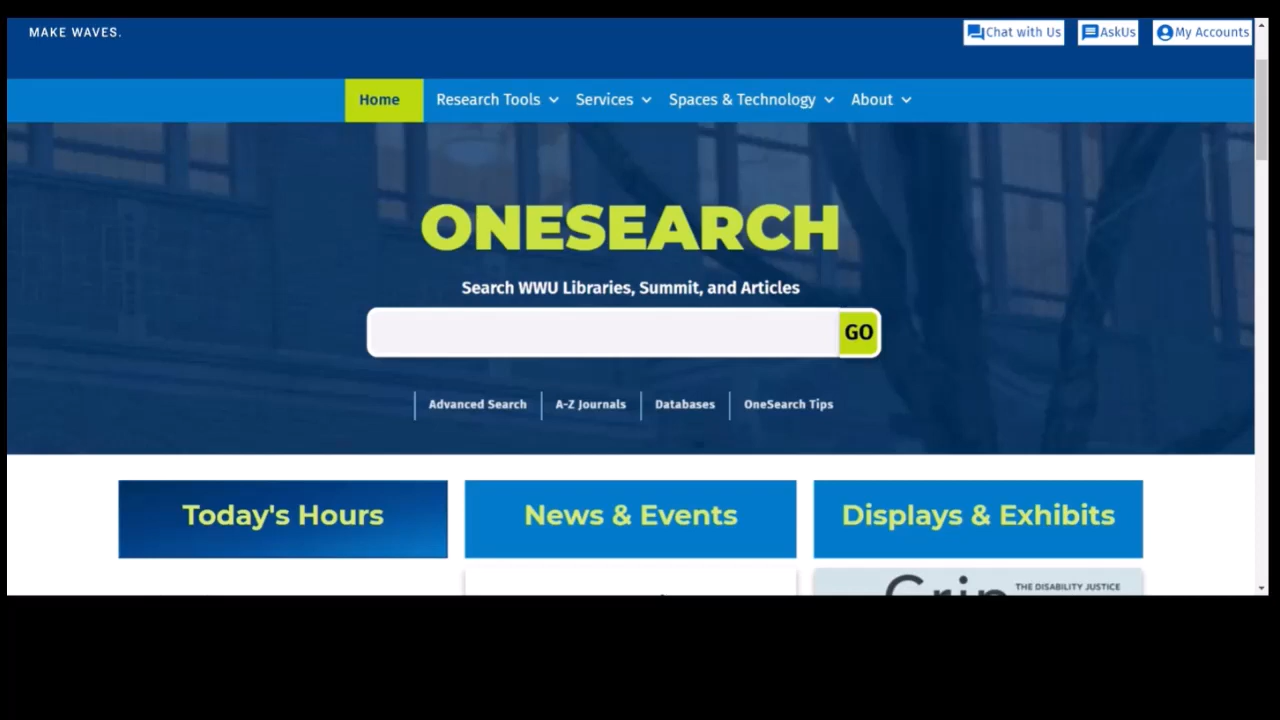 MAKE WAVES.
Chat with Us AskUs My Accounts
Home Research Tools Services Spaces & Technology About
ONESEARCH
Search WWU Libraries, Summit, and Articles
GO
Advanced Search A-Z Journals Databases OneSearch Tips
Today's Hours News & Events Displays & Exhibits
THE DISABILITY JUSTICE